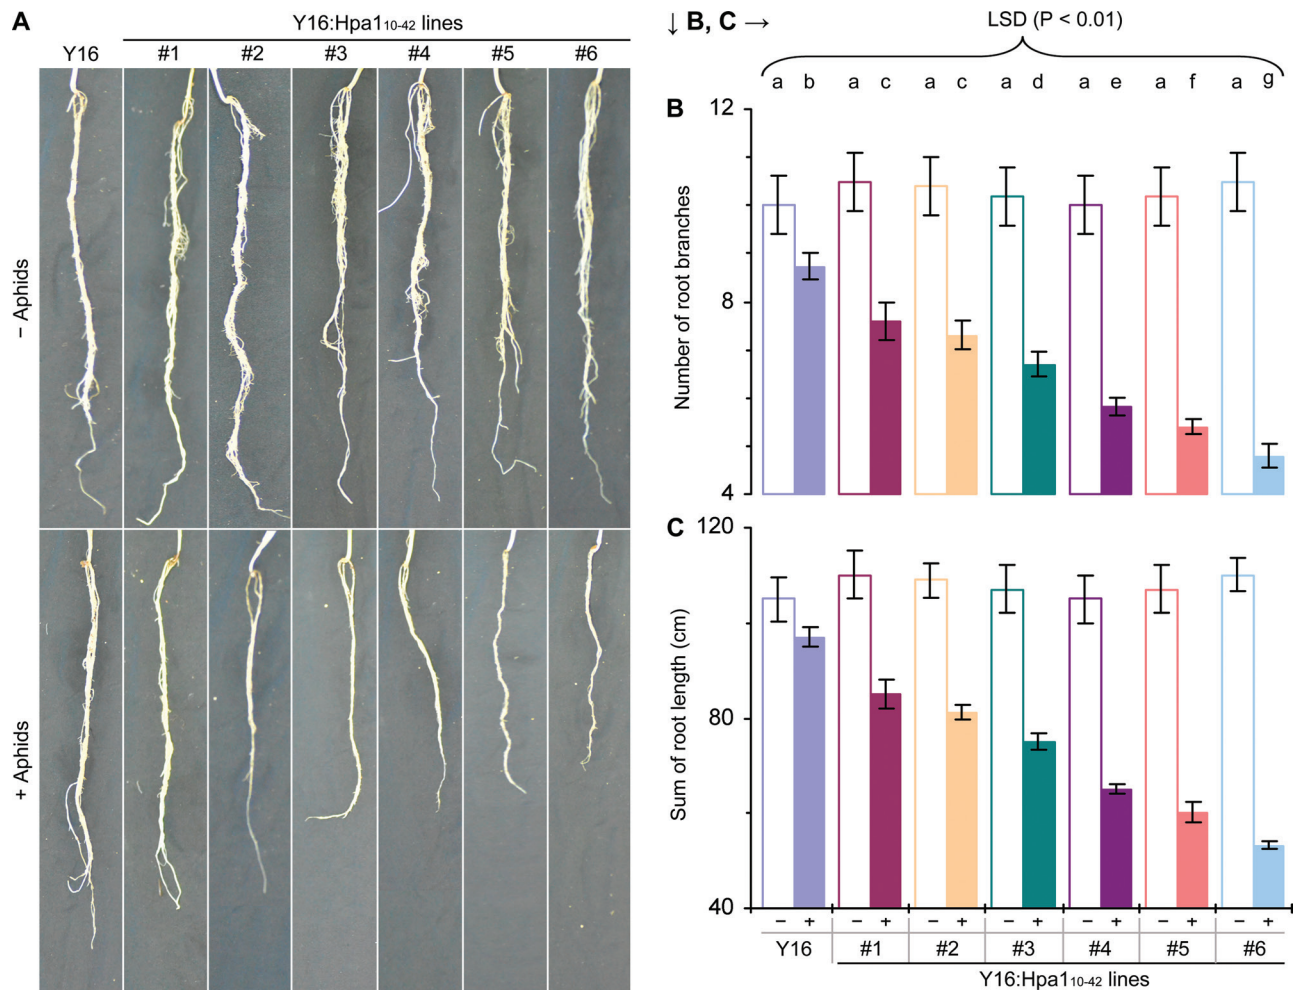 A
Y16:Hpa1₁₀₋₄₂ lines
Y16 #1 #2 #3 #4 #5 #6
– Aphids
+ Aphids
↓ B, C →
LSD (P < 0.01)
a b a c a c a d a e a f a g
B
Number of root branches
12
8
4
C
Sum of root length (cm)
120
80
40
– + – + – + – + – + – + – +
Y16 #1 #2 #3 #4 #5 #6
Y16:Hpa1₁₀₋₄₂ lines